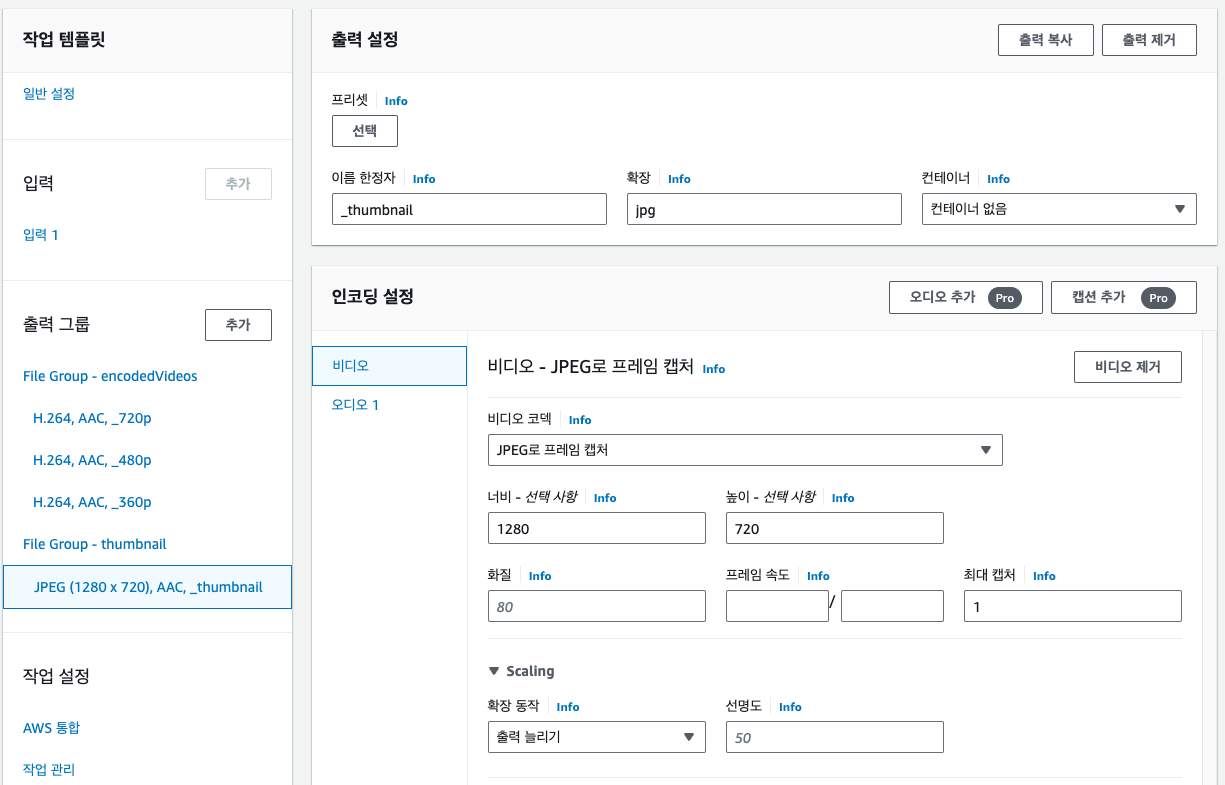 작업 템플릿
일반 설정
입력
추가
입력 1
출력 그룹
추가
File Group - encodedVideos
H.264, AAC, _720p
H.264, AAC, _480p
H.264, AAC, _360p
File Group - thumbnail
JPEG (1280 x 720), AAC, _thumbnail
작업 설정
AWS 통합
작업 관리
출력 설정
출력 복사
출력 제거
프리셋 Info
선택
이름 한정자 Info
확장 Info
컨테이너 Info
_thumbnail
jpg
컨테이너 없음
인코딩 설정
오디오 추가 Pro
캡션 추가 Pro
비디오
오디오 1
비디오 - JPEG로 프레임 캡처 Info
비디오 제거
비디오 코덱 Info
JPEG로 프레임 캡처
너비 - 선택 사항 Info
높이 - 선택 사항 Info
1280
720
화질 Info
프레임 속도 Info
최대 캡처 Info
80
/
1
Scaling
확장 동작 Info
선명도 Info
출력 늘리기
50